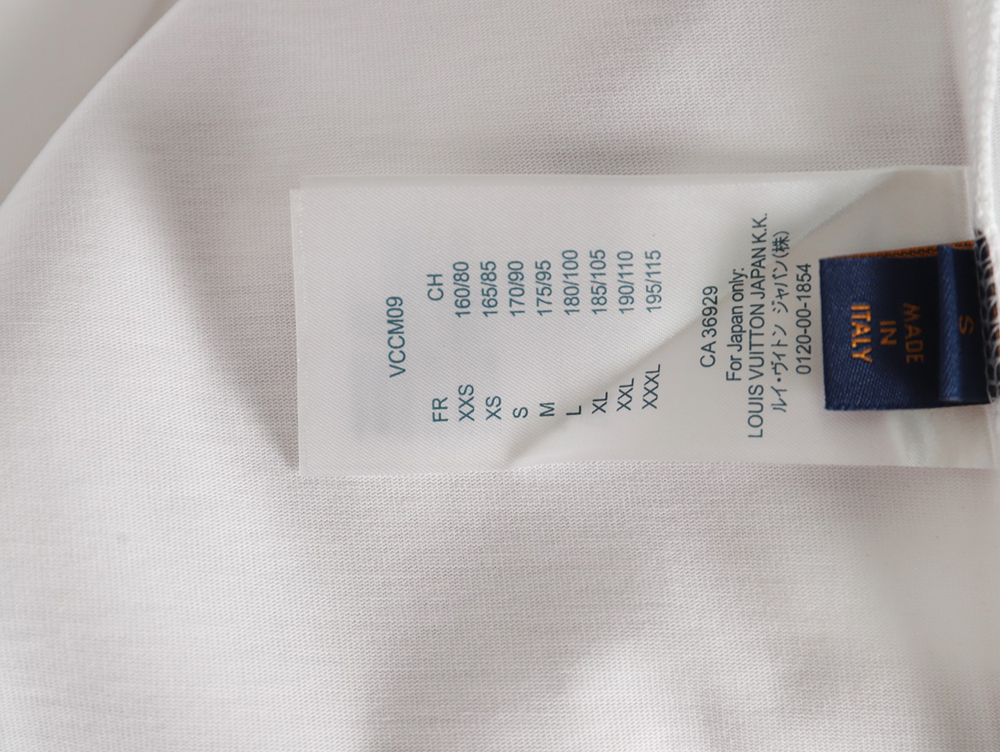 VCCM09
FR CH
XXS 160/80
XS 165/85
S 170/90
M 175/95
L 180/100
XL 185/105
XXL 190/110
XXXL 195/115
CA 36929
For Japan only:
LOUIS VUITTON JAPAN K.K.
ルイ・ヴィトン ジャパン(株)
0120-00-1854
ITALY
IN
MADE
S